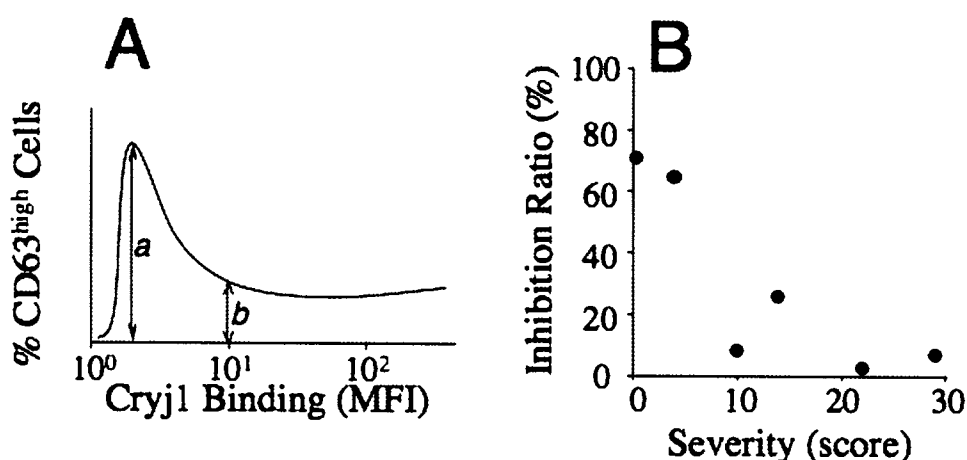 A
% CD63high Cells
a
b
10⁰ 10¹ 10²
Cryj1 Binding (MFI)
B
Inhibition Ratio (%)
100
80
60
40
20
0
0 10 20 30
Severity (score)